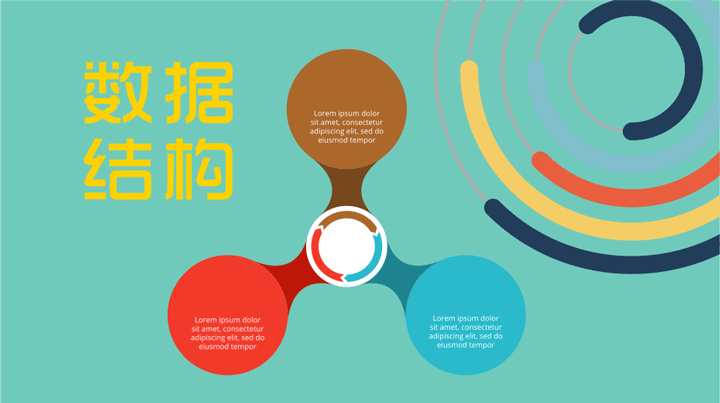 数据
结构
Lorem ipsum dolor
sit amet, consectetur
adipiscing elit, sed do
eiusmod tempor
Lorem ipsum dolor
sit amet, consectetur
adipiscing elit, sed do
eiusmod tempor
Lorem ipsum dolor
sit amet, consectetur
adipiscing elit, sed do
eiusmod tempor